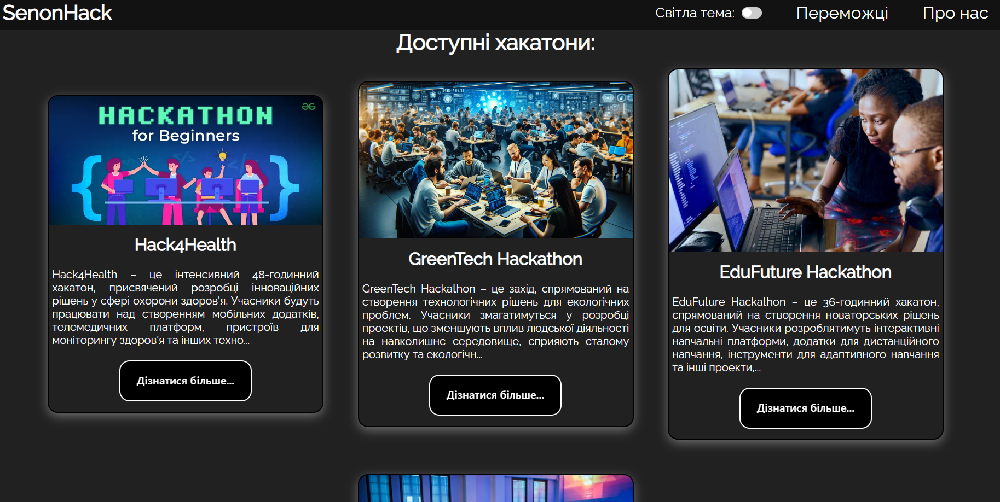 SenonHack
Світла тема:
Переможці
Про нас
Доступні хакатони:
HACKATHON
for Beginners
Hack4Health
Hack4Health – це інтенсивний 48-годинний
хакатон, присвячений розробці інноваційних
рішень у сфері охорони здоров'я. Учасники будуть
працювати над створенням мобільних додатків,
телемедичних платформ, пристроїв для
моніторингу здоров'я та інших техно...
Дізнатися більше...
GreenTech Hackathon
GreenTech Hackathon – це захід, спрямований на
створення технологічних рішень для екологічних
проблем. Учасники змагатимуться у розробці
проектів, що зменшують вплив людської діяльності
на навколишнє середовище, сприяють сталому
розвитку та екологічн...
Дізнатися більше...
EduFuture Hackathon
EduFuture Hackathon – це 36-годинний хакатон,
спрямований на створення новаторських рішень
для освіти. Учасники розроблятимуть інтерактивні
навчальні платформи, додатки для дистанційного
навчання, інструменти для адаптивного навчання
та інші проекти,...
Дізнатися більше...